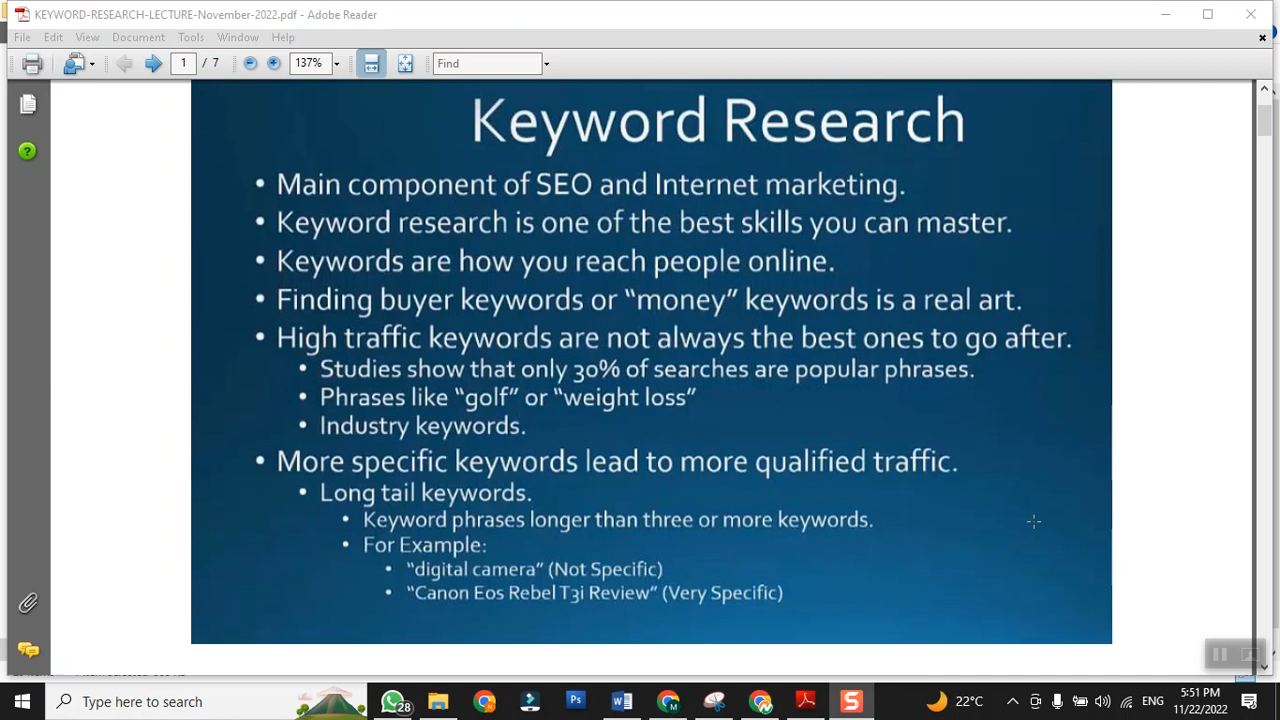 KEYWORD-RESEARCH-LECTURE-November-2022.pdf - Adobe Reader
File Edit View Document Tools Window Help
1 / 7 137% Find
Keyword Research
• Main component of SEO and Internet marketing.
• Keyword research is one of the best skills you can master.
• Keywords are how you reach people online.
• Finding buyer keywords or “money” keywords is a real art.
• High traffic keywords are not always the best ones to go after.
• Studies show that only 30% of searches are popular phrases.
• Phrases like “golf” or “weight loss”
• Industry keywords.
• More specific keywords lead to more qualified traffic.
• Long tail keywords.
• Keyword phrases longer than three or more keywords.
• For Example:
• “digital camera” (Not Specific)
• “Canon Eos Rebel T3i Review” (Very Specific)
Type here to search
28
22°C
ENG
5:51 PM
11/22/2022